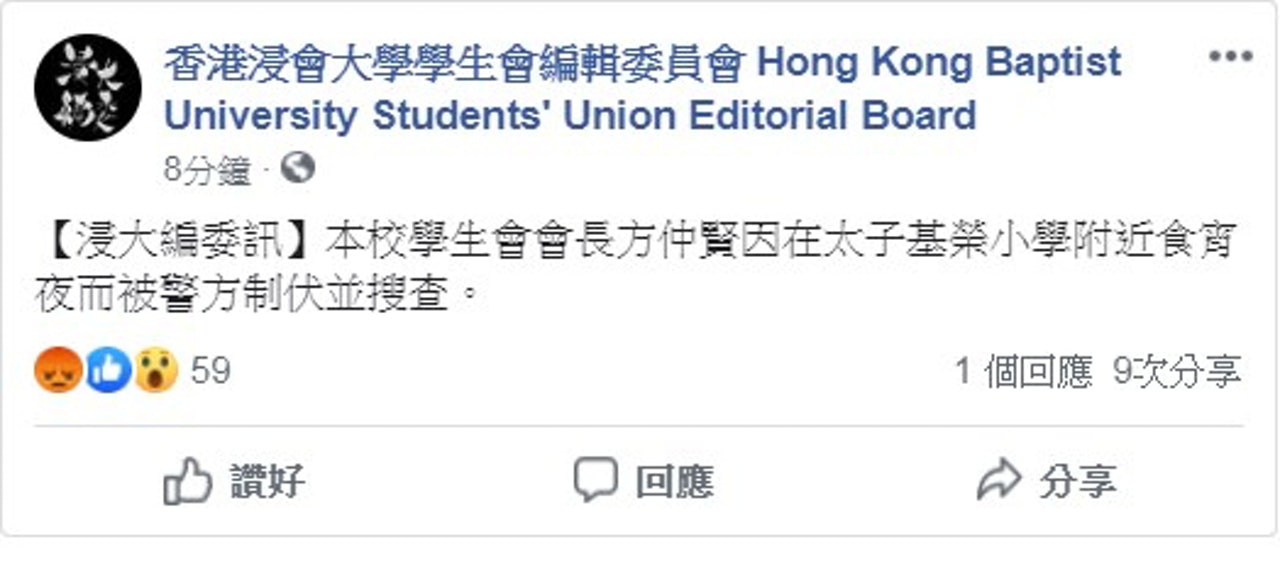 香港浸會大學學生會編輯委員會 Hong Kong Baptist
University Students' Union Editorial Board
8分鐘 ·
【浸大編委訊】本校學生會會長方仲賢因在太子基榮小學附近食宵
夜而被警方制伏並搜查。
59 1 個回應 9次分享
讚好 回應 分享